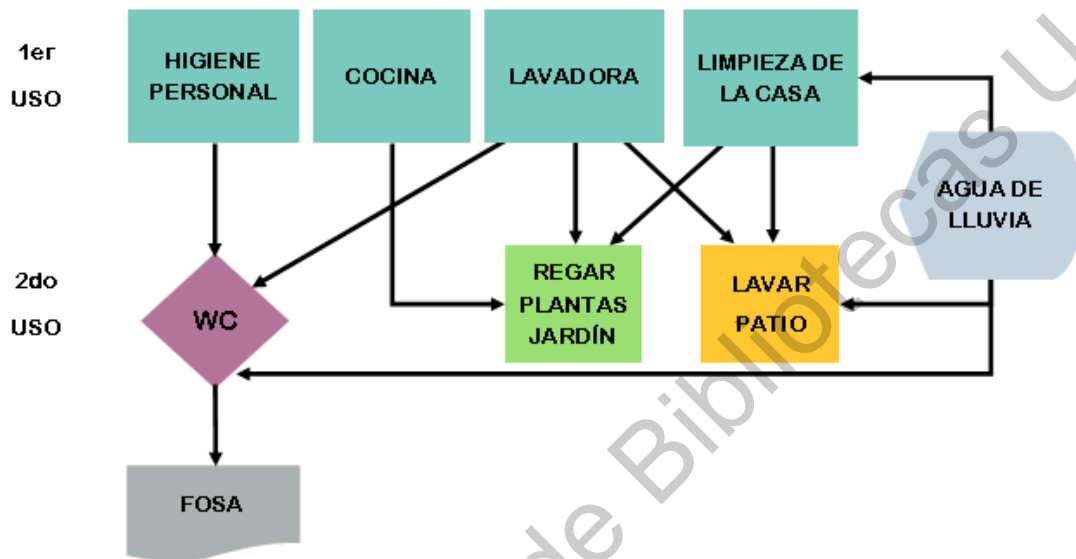 1er
USO
HIGIENE
PERSONAL
COCINA
LAVADORA
LIMPIEZA DE
LA CASA
AGUA DE
LLUVIA
2do
USO
WC
REGAR
PLANTAS
JARDÍN
LAVAR
PATIO
FOSA
de Bibliotecas U